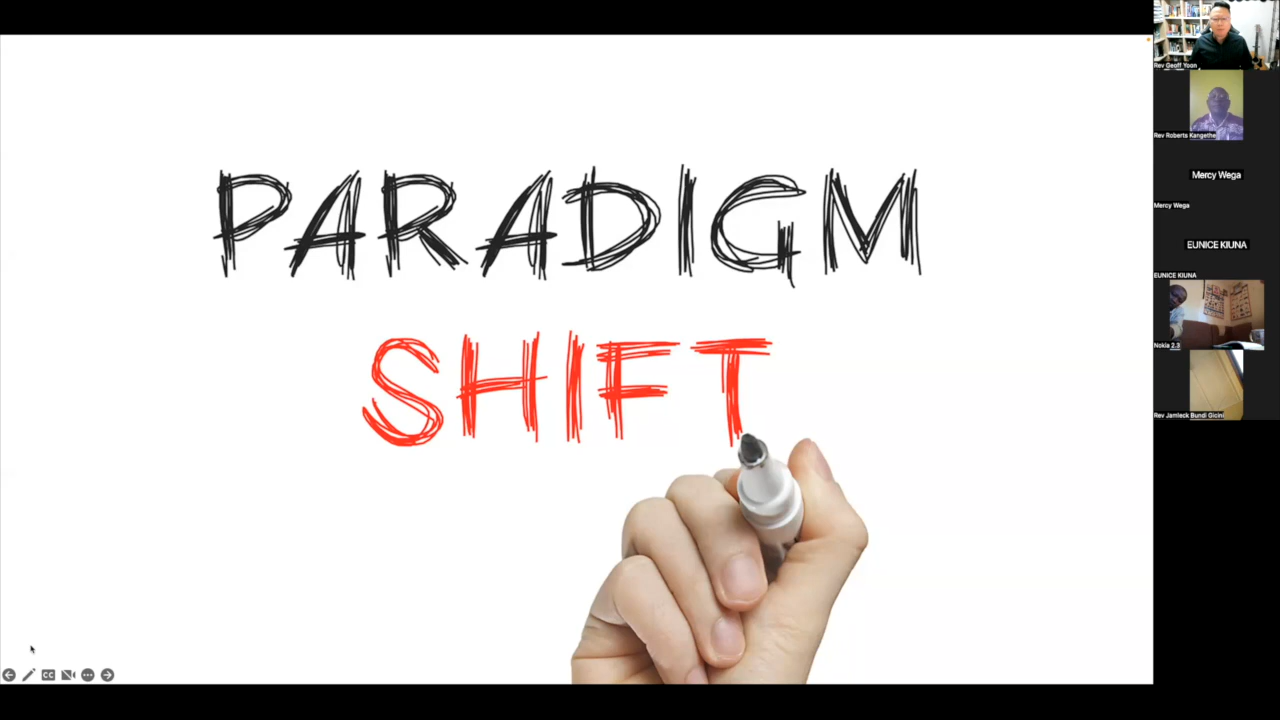 PARADIGM
SHIFT
CC
Rev Geoff Yoon
Rev Roberts Kangethe
Mercy Wega
Mercy Wega
EUNICE KIUNA
EUNICE KIUNA
Nokia 2.3
Rev Jamleck Bundi Gicini